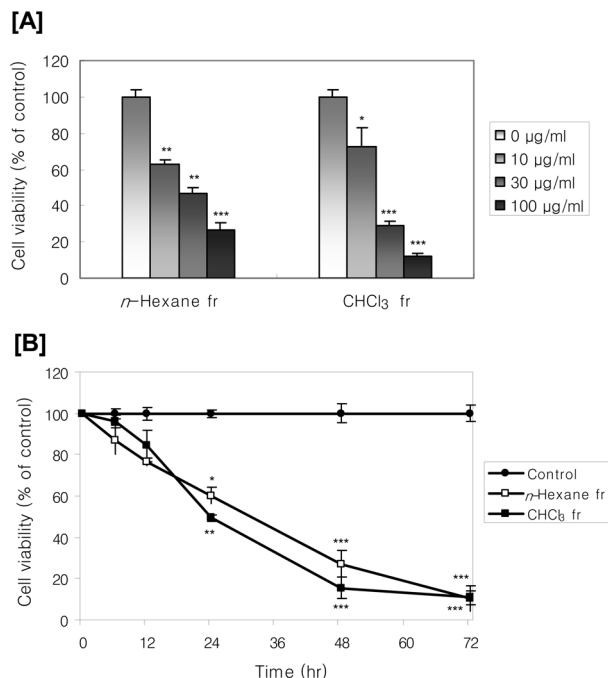 [A]
Cell viability (% of control)
120
100
80
60
40
20
0
** ** ***
* *** ***
n-Hexane fr CHCl3 fr
0 µg/ml
10 µg/ml
30 µg/ml
100 µg/ml
[B]
Cell viability (% of control)
120
100
80
60
40
20
0
*
**
***
***
***
***
0 12 24 36 48 60 72
Time (hr)
Control
n-Hexane fr
CHCl3 fr